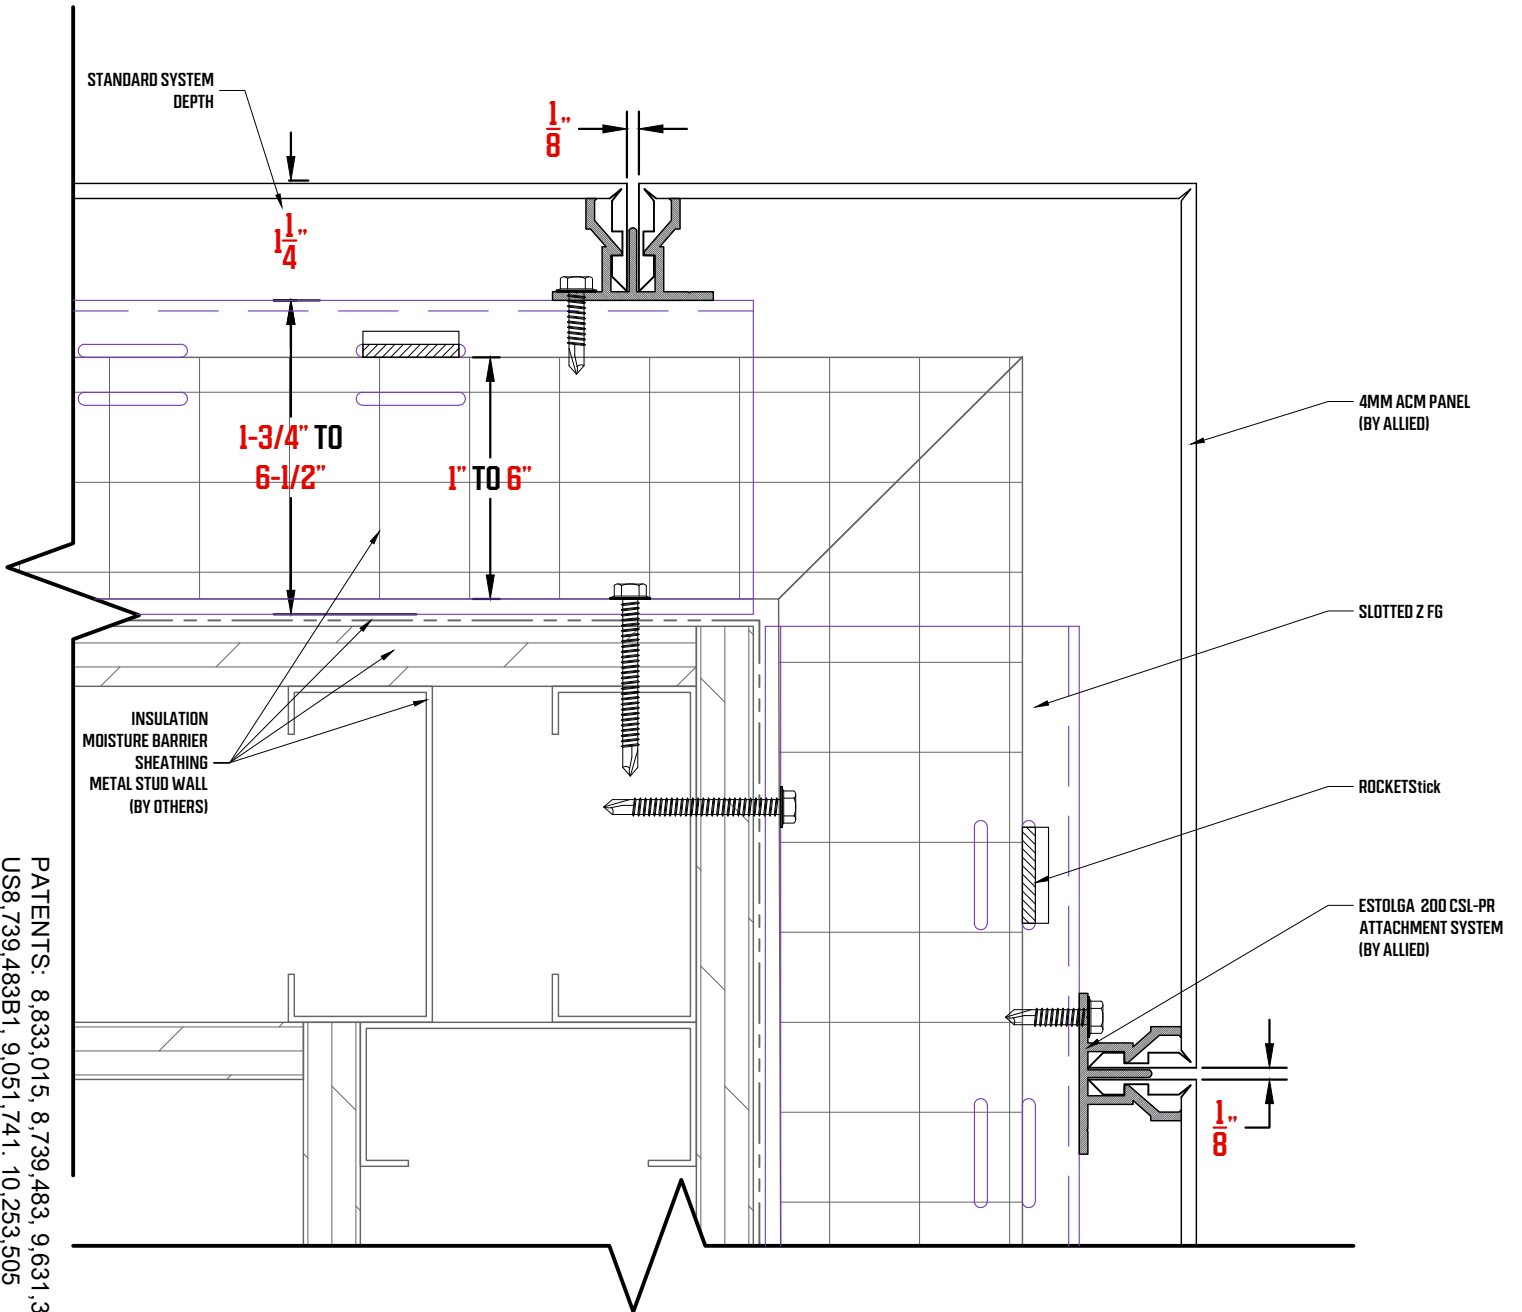 STANDARD SYSTEM
DEPTH
1/8"
1 1/4"
1-3/4" TO
6-1/2"
1" TO 6"
4MM ACM PANEL
(BY ALLIED)
SLOTTED Z FG
INSULATION
MOISTURE BARRIER
SHEATHING
METAL STUD WALL
(BY OTHERS)
ROCKETStick
ESTOLGA 200 CSL-PR
ATTACHMENT SYSTEM
(BY ALLIED)
1/8"
PATENTS: 8,833,015, 8,739,483, 9,631,3
US8,739,483B1, 9,051,741. 10,253,505